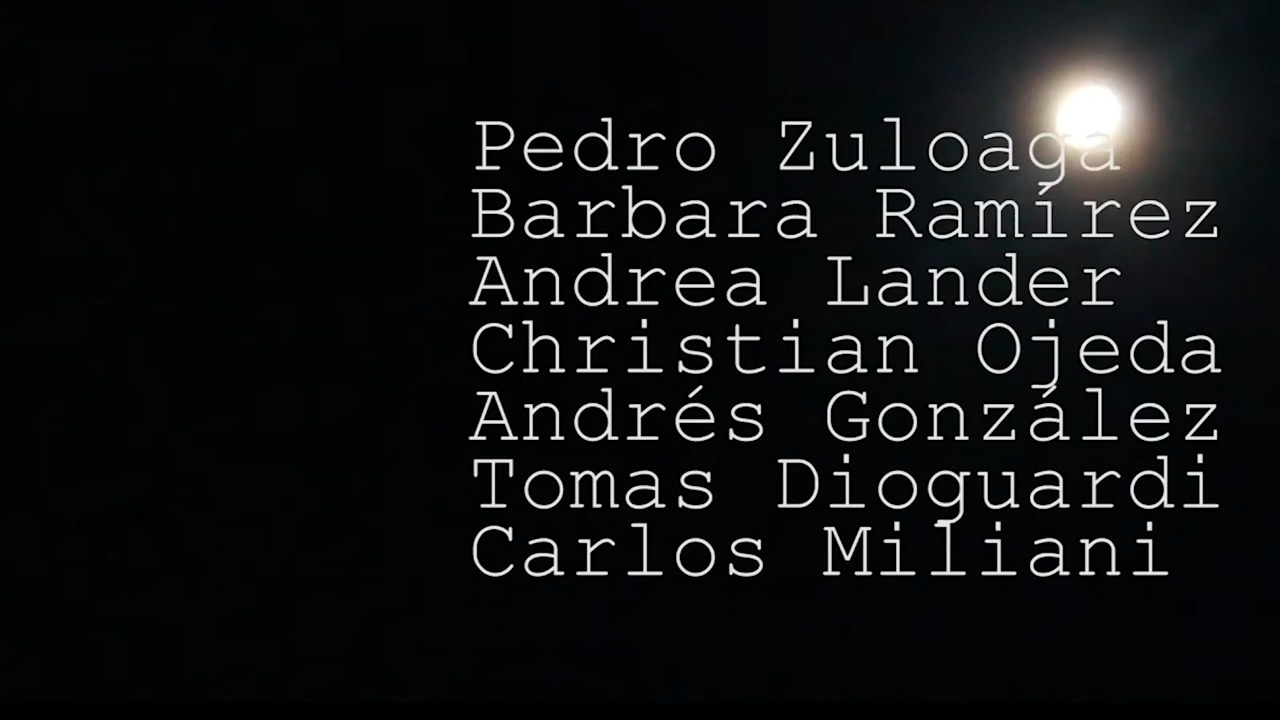 Pedro Zuloaga
Barbara Ramírez
Andrea Lander
Christian Ojeda
Andrés González
Tomas Dioguardi
Carlos Miliani